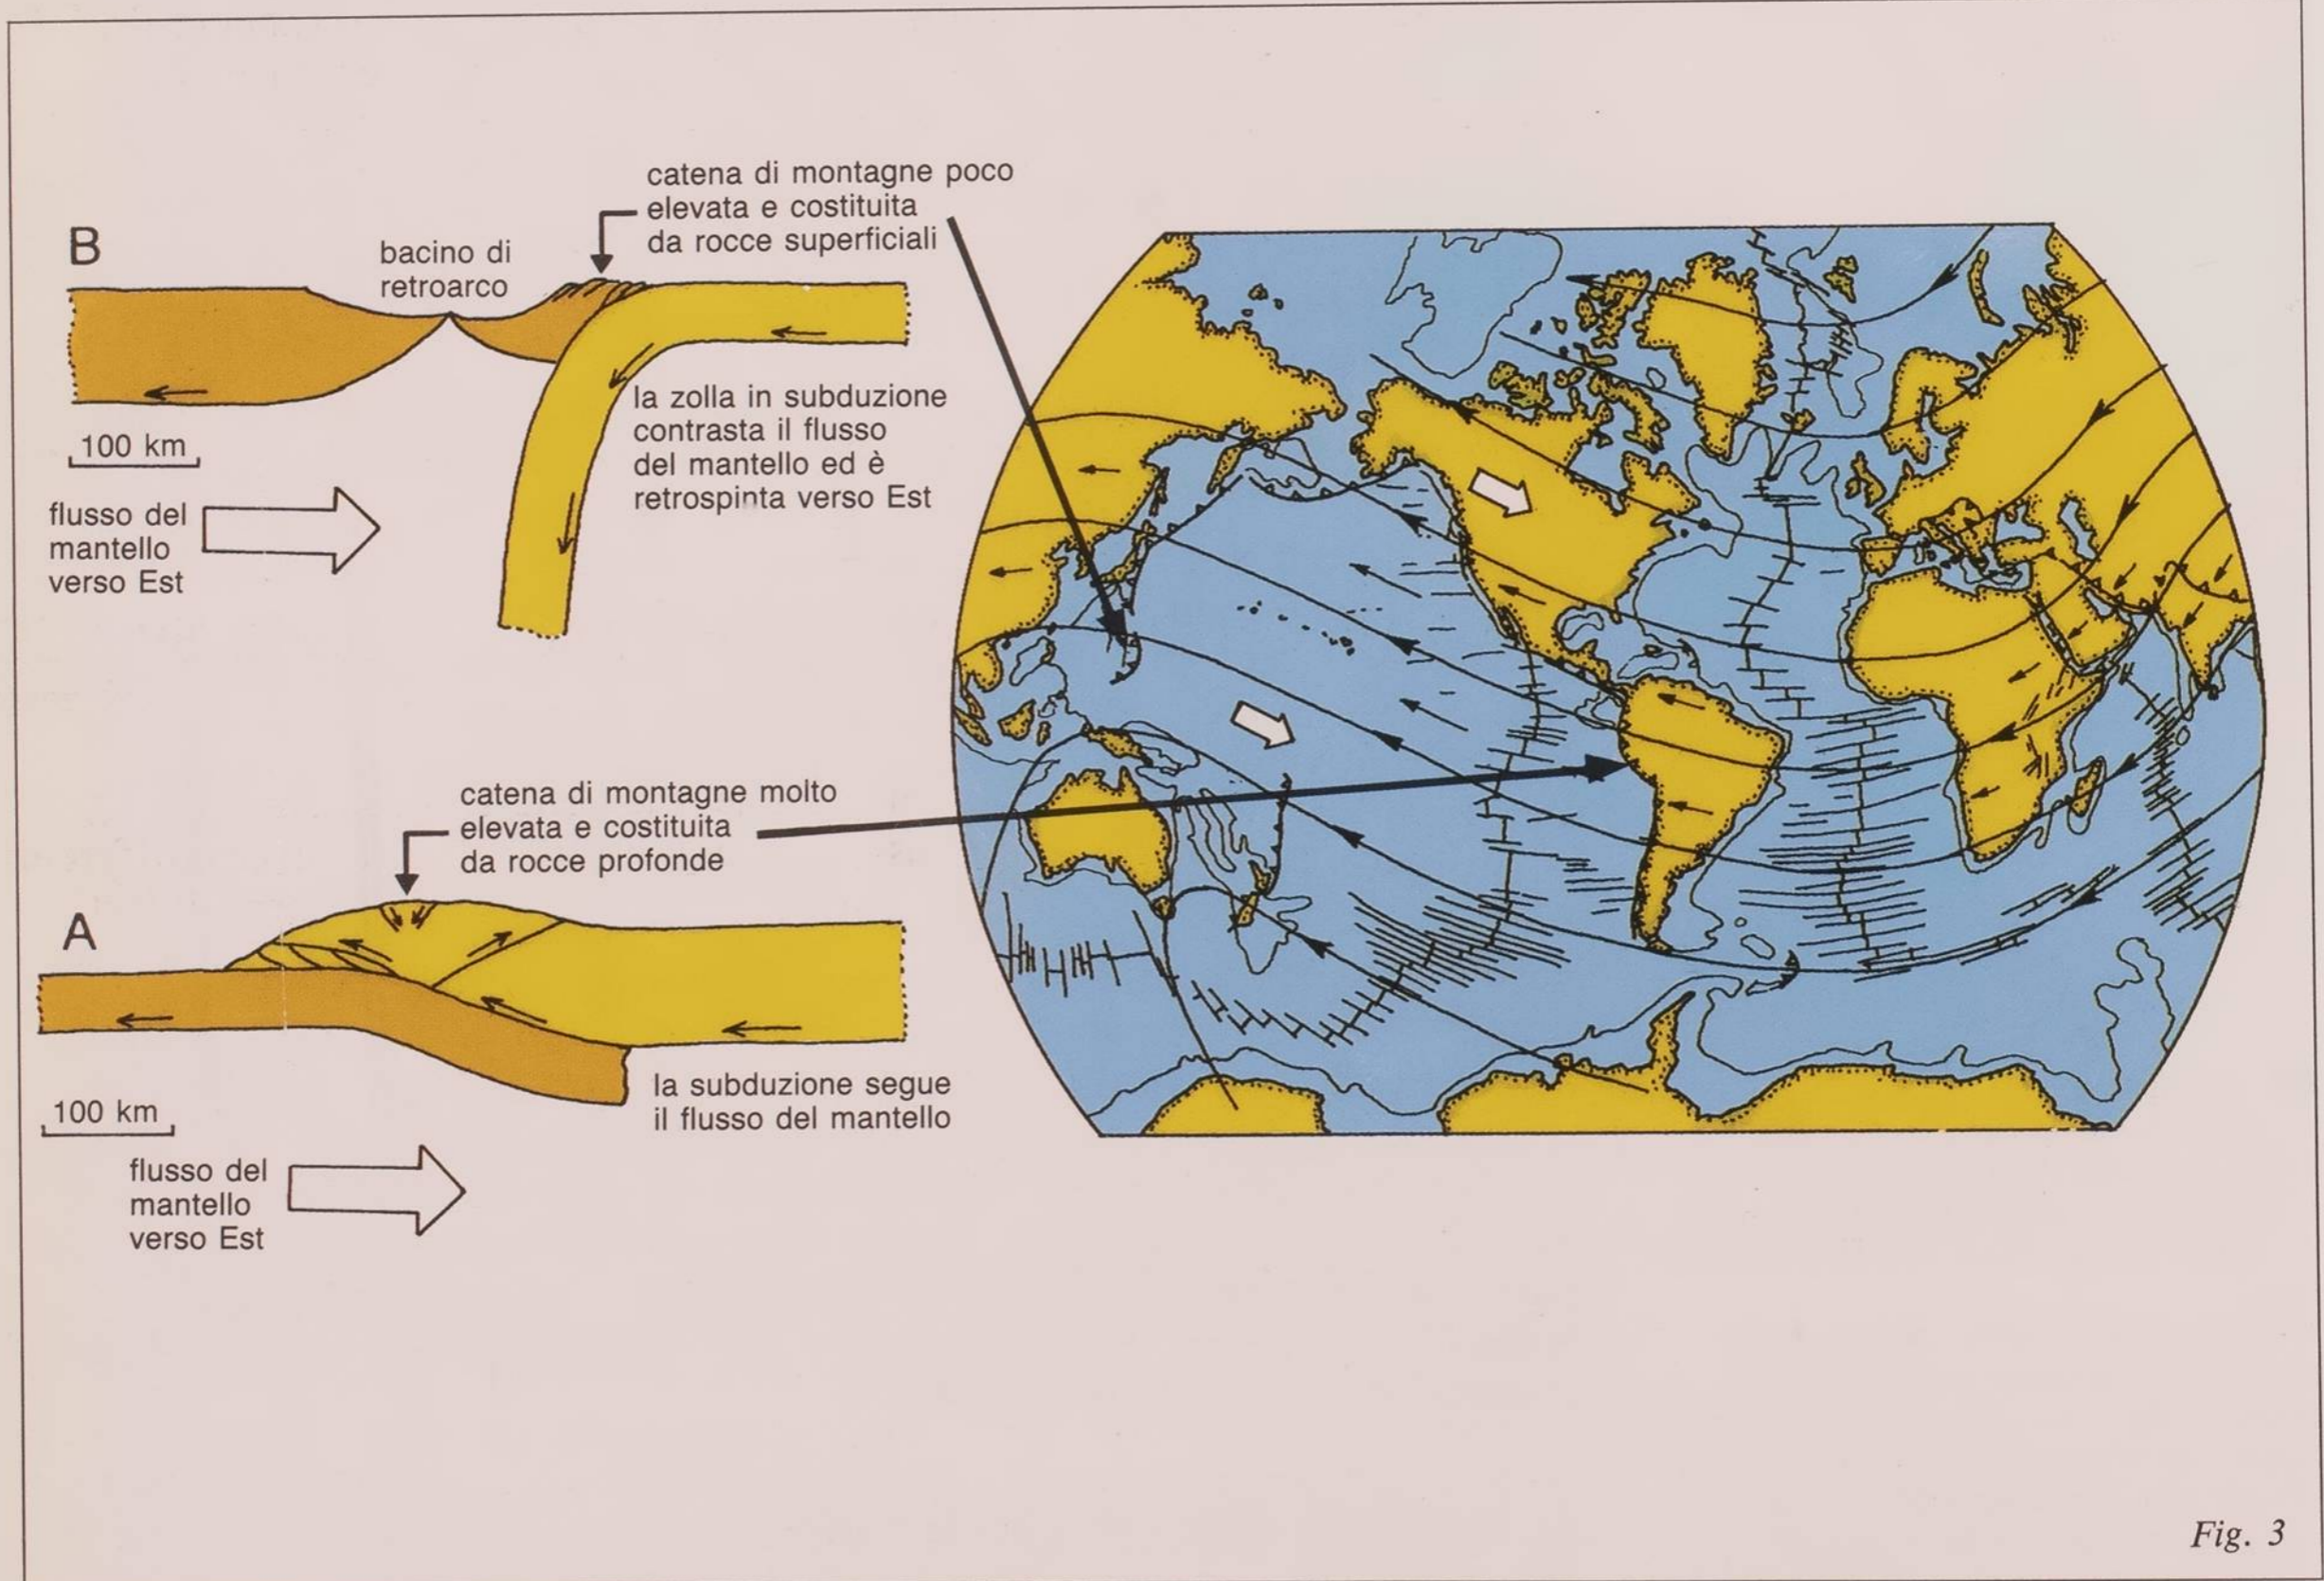 catena di montagne poco
elevata e costituita
da rocce superficiali
B
bacino di
retroarco
la zolla in subduzione
contrasta il flusso
del mantello ed è
retrospinta verso Est
100 km
flusso del
mantello
verso Est
catena di montagne molto
elevata e costituita
da rocce profonde
A
la subduzione segue
il flusso del mantello
100 km
flusso del
mantello
verso Est
Fig. 3